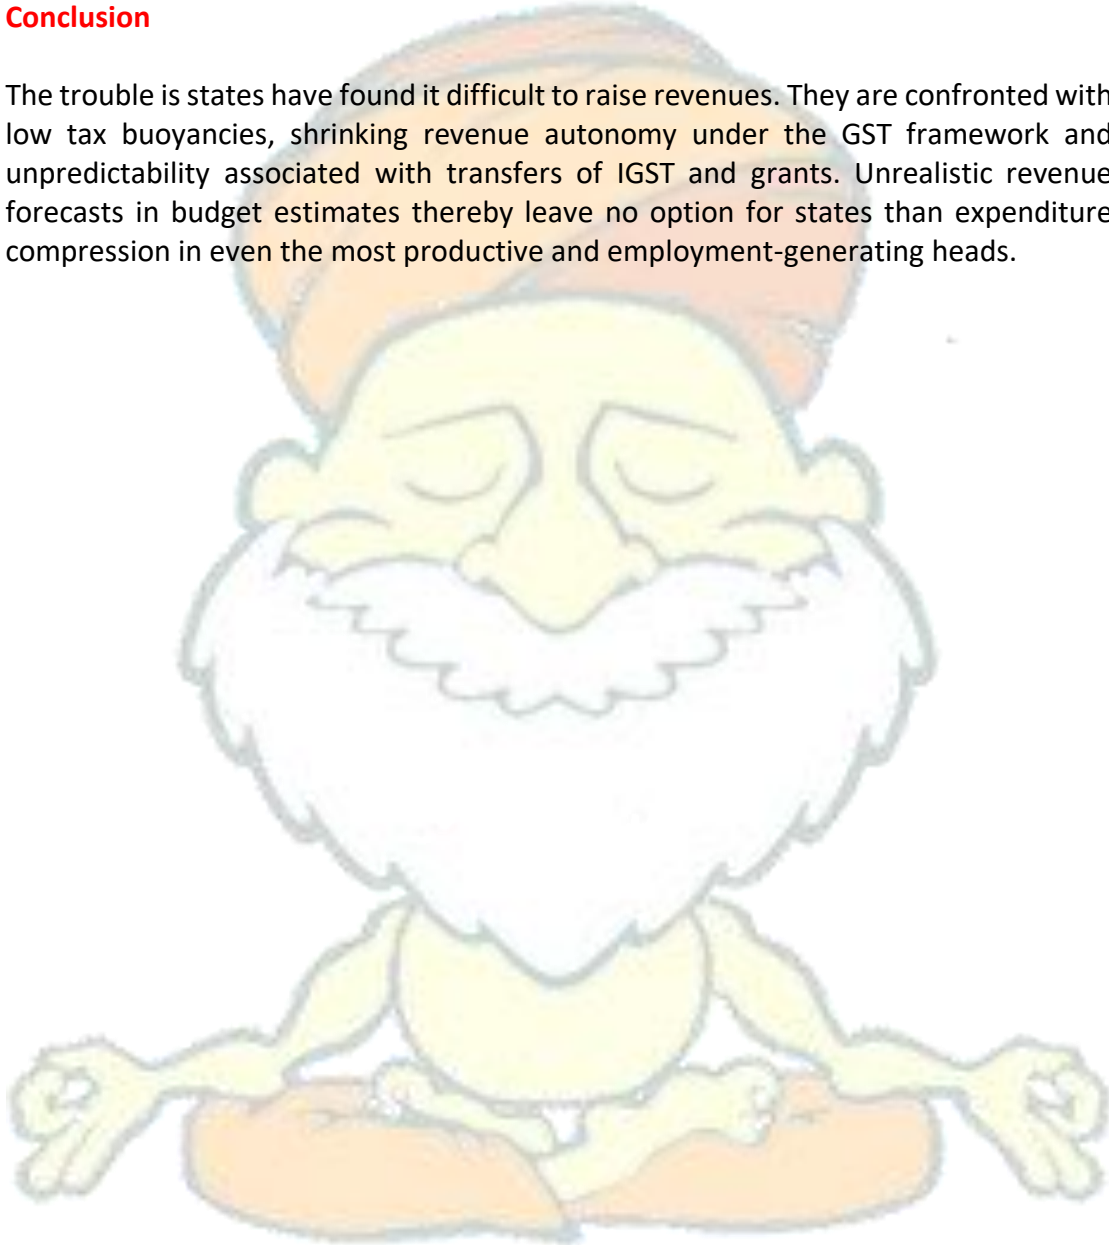 Conclusion
The trouble is states have found it difficult to raise revenues. They are confronted with
low tax buoyancies, shrinking revenue autonomy under the GST framework and
unpredictability associated with transfers of IGST and grants. Unrealistic revenue
forecasts in budget estimates thereby leave no option for states than expenditure
compression in even the most productive and employment-generating heads.